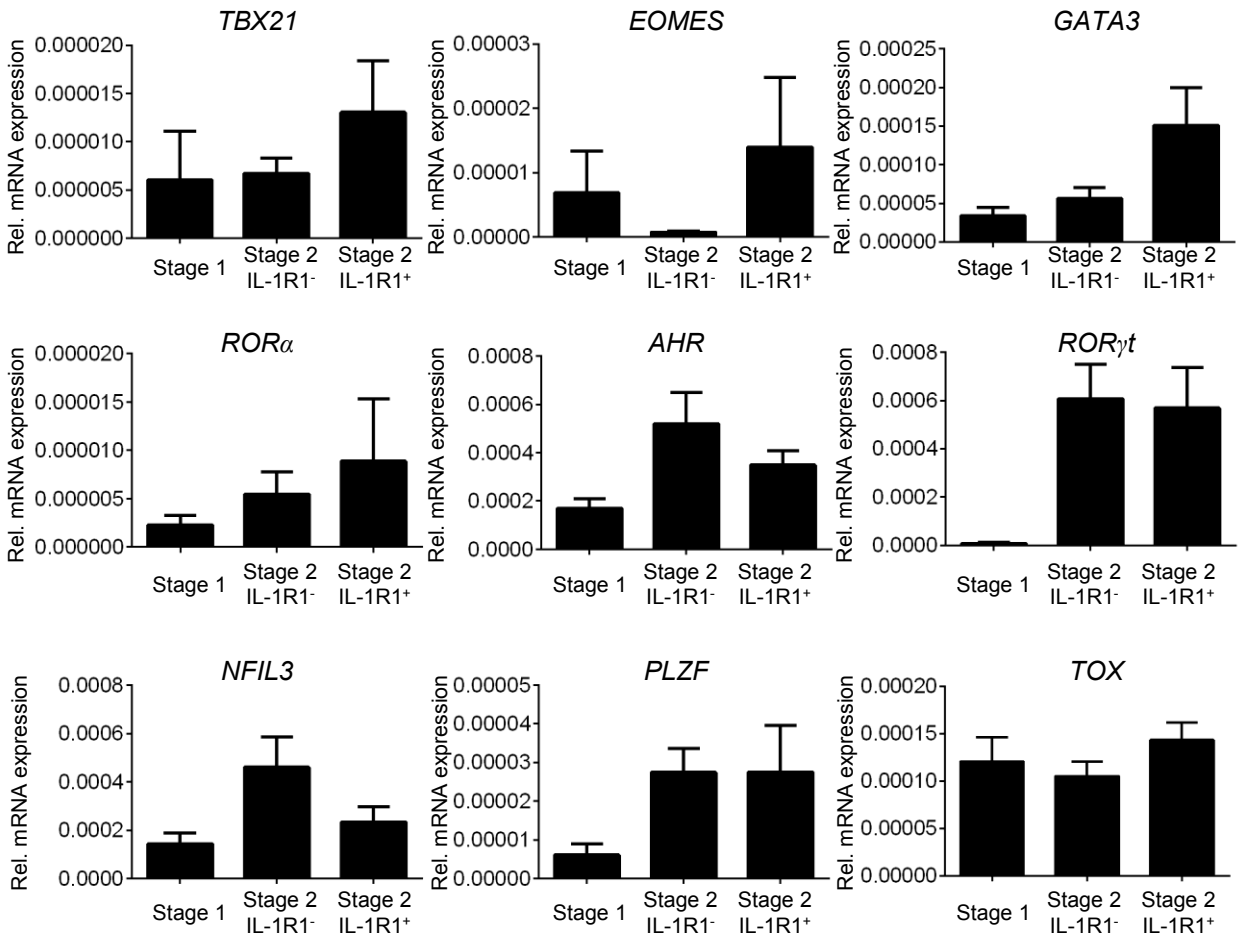 TBX21
Rel. mRNA expression
0.000020
0.000015
0.000010
0.000005
0.000000
Stage 1
Stage 2
IL-1R1⁻
Stage 2
IL-1R1⁺
EOMES
Rel. mRNA expression
0.00003
0.00002
0.00001
0.00000
Stage 1
Stage 2
IL-1R1⁻
Stage 2
IL-1R1⁺
GATA3
Rel. mRNA expression
0.00025
0.00020
0.00015
0.00010
0.00005
0.00000
Stage 1
Stage 2
IL-1R1⁻
Stage 2
IL-1R1⁺
RORα
Rel. mRNA expression
0.000020
0.000015
0.000010
0.000005
0.000000
Stage 1
Stage 2
IL-1R1⁻
Stage 2
IL-1R1⁺
AHR
Rel. mRNA expression
0.0008
0.0006
0.0004
0.0002
0.0000
Stage 1
Stage 2
IL-1R1⁻
Stage 2
IL-1R1⁺
RORγt
Rel. mRNA expression
0.0008
0.0006
0.0004
0.0002
0.0000
Stage 1
Stage 2
IL-1R1⁻
Stage 2
IL-1R1⁺
NFIL3
Rel. mRNA expression
0.0008
0.0006
0.0004
0.0002
0.0000
Stage 1
Stage 2
IL-1R1⁻
Stage 2
IL-1R1⁺
PLZF
Rel. mRNA expression
0.00005
0.00004
0.00003
0.00002
0.00001
0.00000
Stage 1
Stage 2
IL-1R1⁻
Stage 2
IL-1R1⁺
TOX
Rel. mRNA expression
0.00020
0.00015
0.00010
0.00005
0.00000
Stage 1
Stage 2
IL-1R1⁻
Stage 2
IL-1R1⁺